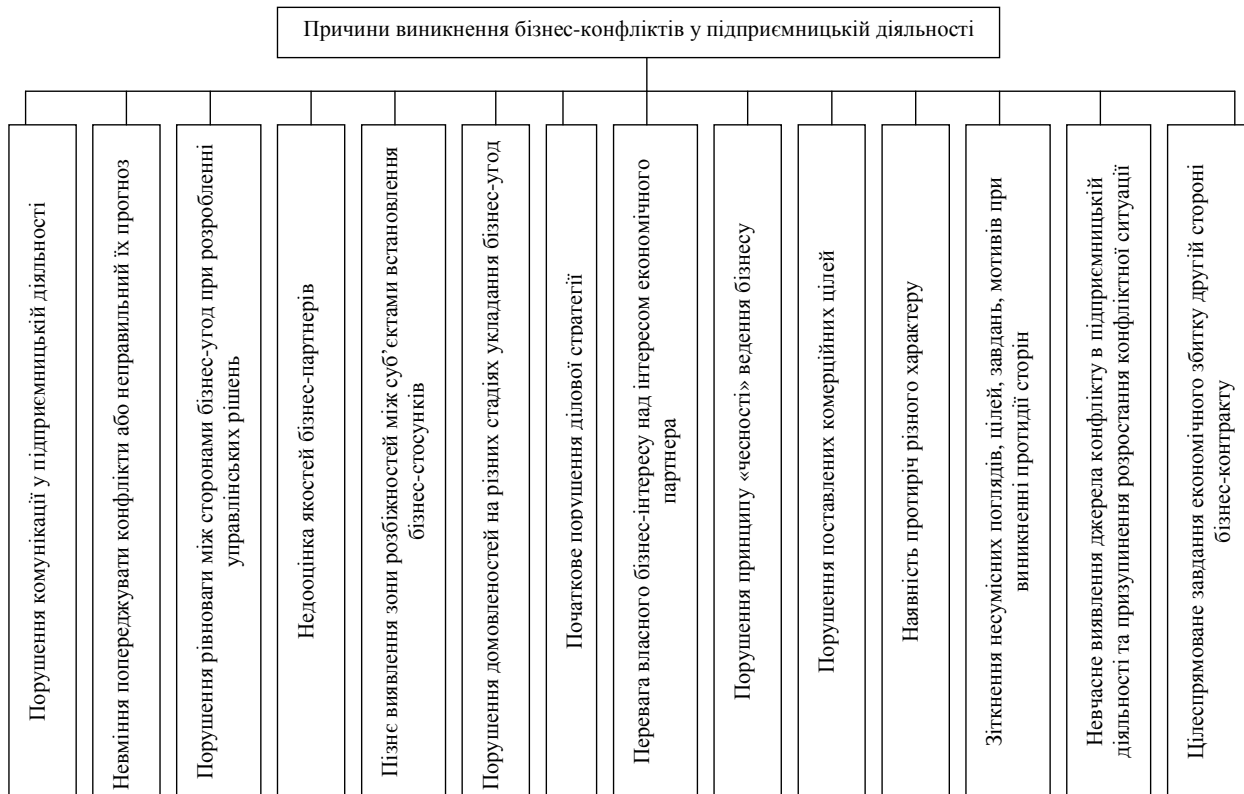 Причини виникнення бізнес-конфліктів у підприємницькій діяльності
Порушення комунікації у підприємницькій діяльності
Невміння попереджувати конфлікти або неправильний їх прогноз
Порушення рівноваги між сторонами бізнес-угод при розробленні
управлінських рішень
Недооцінка якостей бізнес-партнерів
Пізнє виявлення зони розбіжностей між суб’єктами встановлення
бізнес-стосунків
Порушення домовленостей на різних стадіях укладання бізнес-угод
Початкове порушення ділової стратегії
Перевага власного бізнес-інтересу над інтересом економічного
партнера
Порушення принципу «чесності» ведення бізнесу
Порушення поставлених комерційних цілей
Наявність протиріч різного характеру
Зіткнення несумісних поглядів, цілей, завдань, мотивів при
виникненні протидії сторін
Невчасне виявлення джерела конфлікту в підприємницькій
діяльності та призупинення розростання конфліктної ситуації
Цілеспрямоване завдання економічного збитку другій стороні
бізнес-контракту